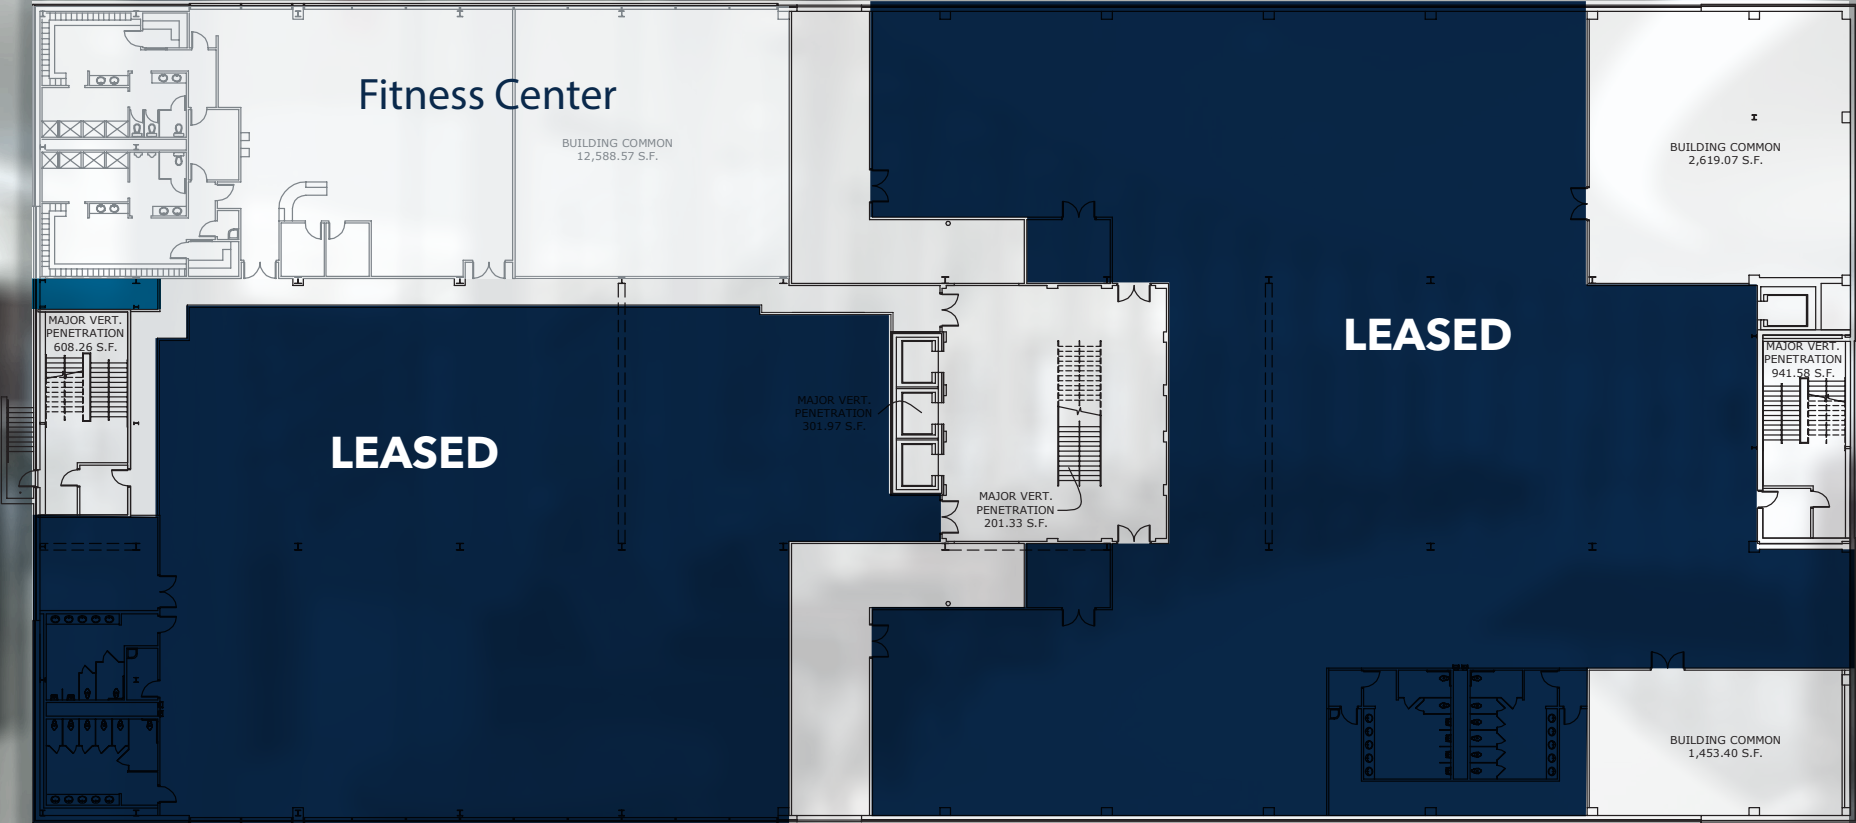 Fitness Center
BUILDING COMMON
12,588.57 S.F.
BUILDING COMMON
2,619.07 S.F.
MAJOR VERT.
PENETRATION
608.26 S.F.
LEASED
MAJOR VERT.
PENETRATION
941.58 S.F.
MAJOR VERT.
PENETRATION
301.97 S.F.
LEASED
MAJOR VERT.
PENETRATION
201.33 S.F.
BUILDING COMMON
1,453.40 S.F.